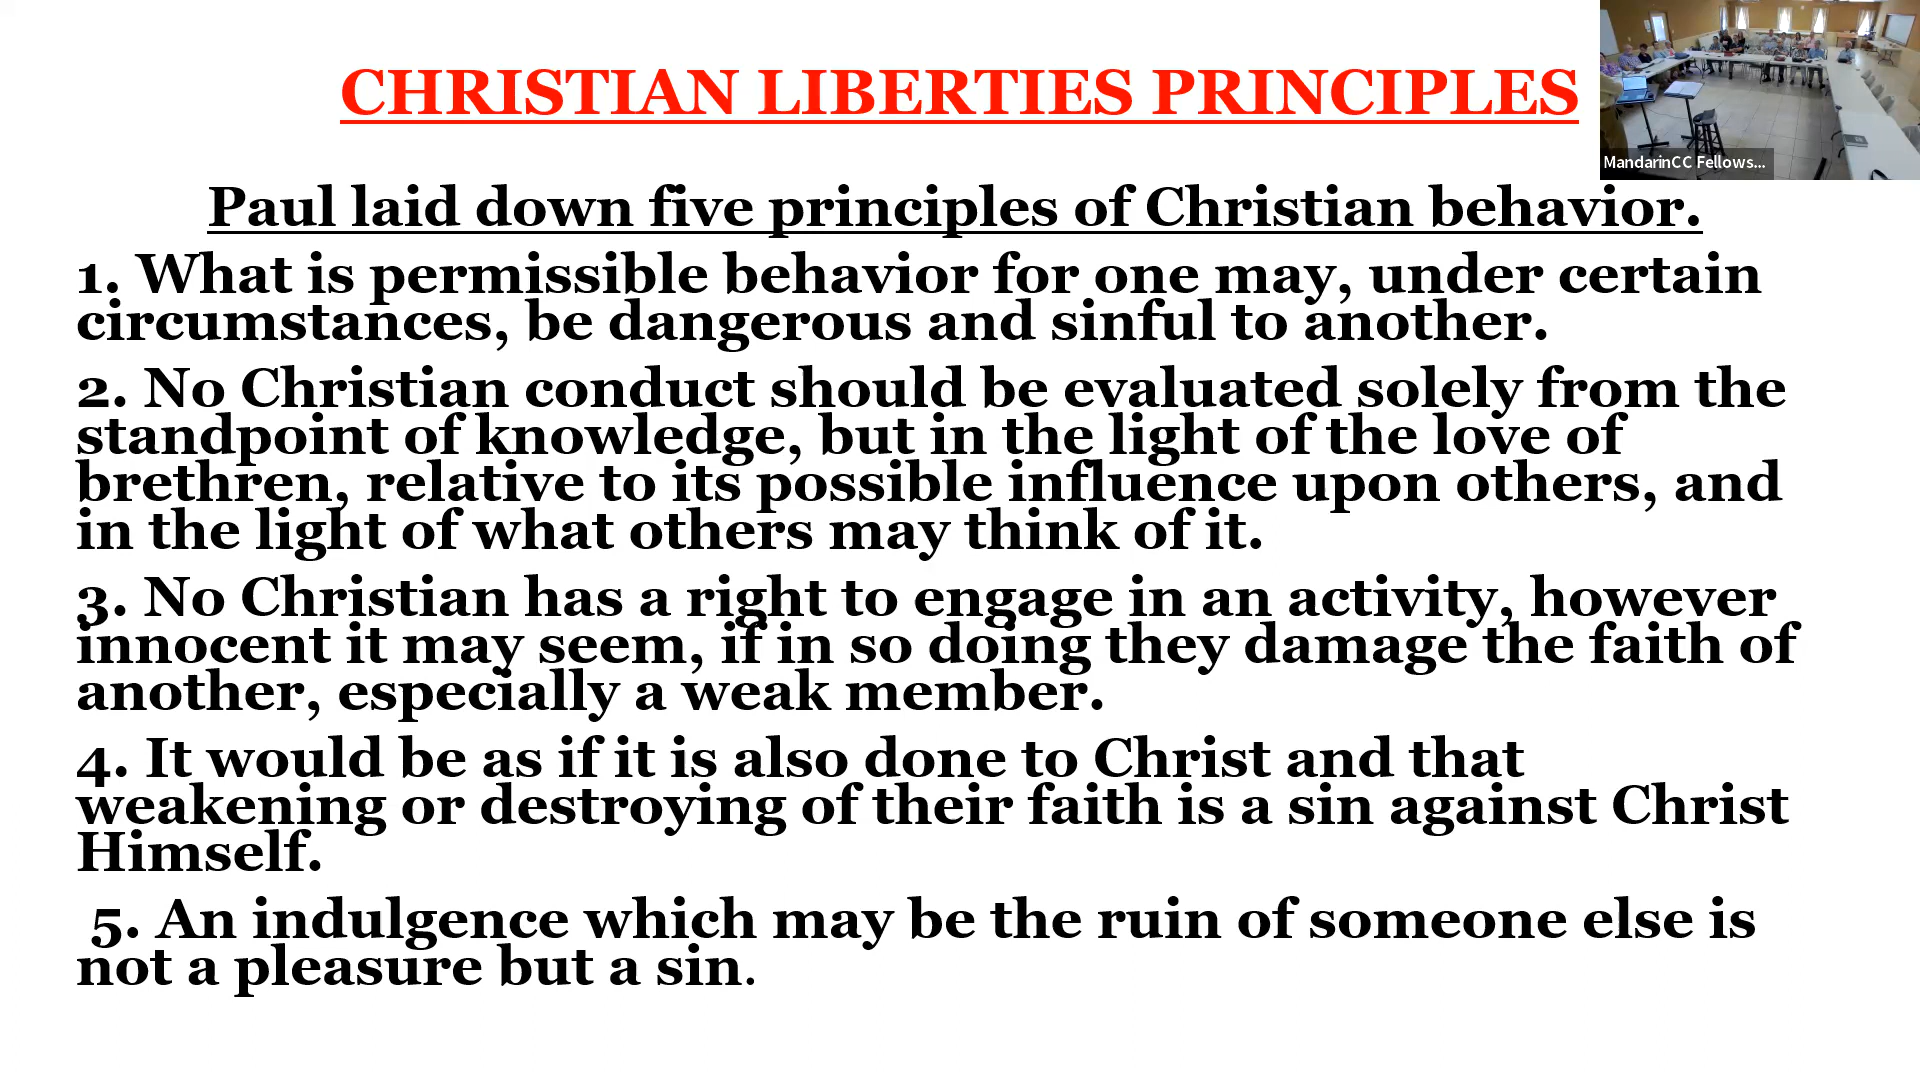 CHRISTIAN LIBERTIES PRINCIPLES
MandarinCC Fellows...
Paul laid down five principles of Christian behavior.
1. What is permissible behavior for one may, under certain
circumstances, be dangerous and sinful to another.
2. No Christian conduct should be evaluated solely from the
standpoint of knowledge, but in the light of the love of
brethren, relative to its possible influence upon others, and
in the light of what others may think of it.
3. No Christian has a right to engage in an activity, however
innocent it may seem, if in so doing they damage the faith of
another, especially a weak member.
4. It would be as if it is also done to Christ and that
weakening or destroying of their faith is a sin against Christ
Himself.
5. An indulgence which may be the ruin of someone else is
not a pleasure but a sin.